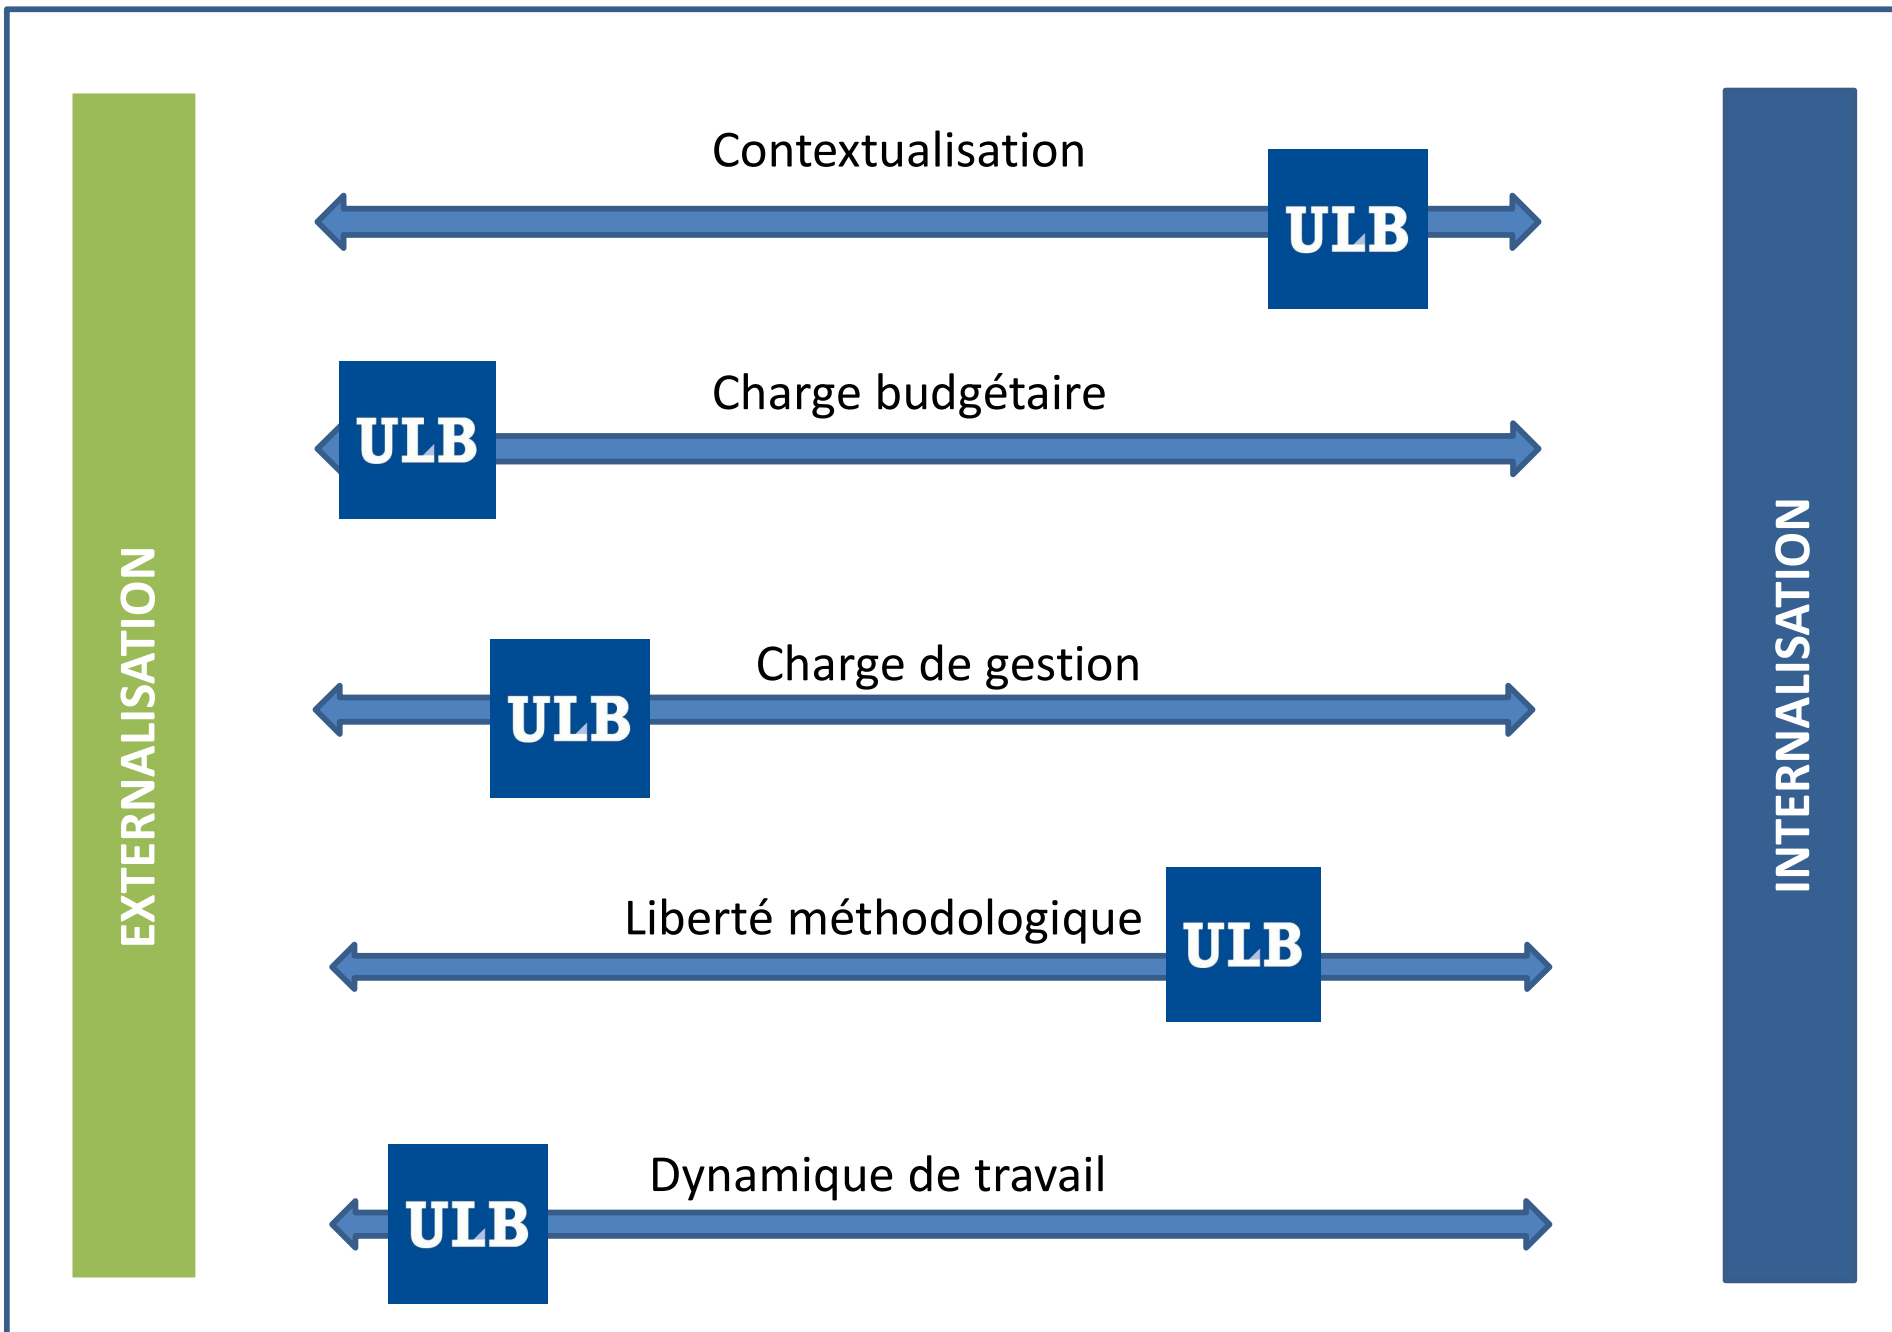 Contextualisation
ULB
Charge budgétaire
ULB
EXTERNALISATION
INTERNALISATION
Charge de gestion
ULB
Liberté méthodologique
ULB
Dynamique de travail
ULB